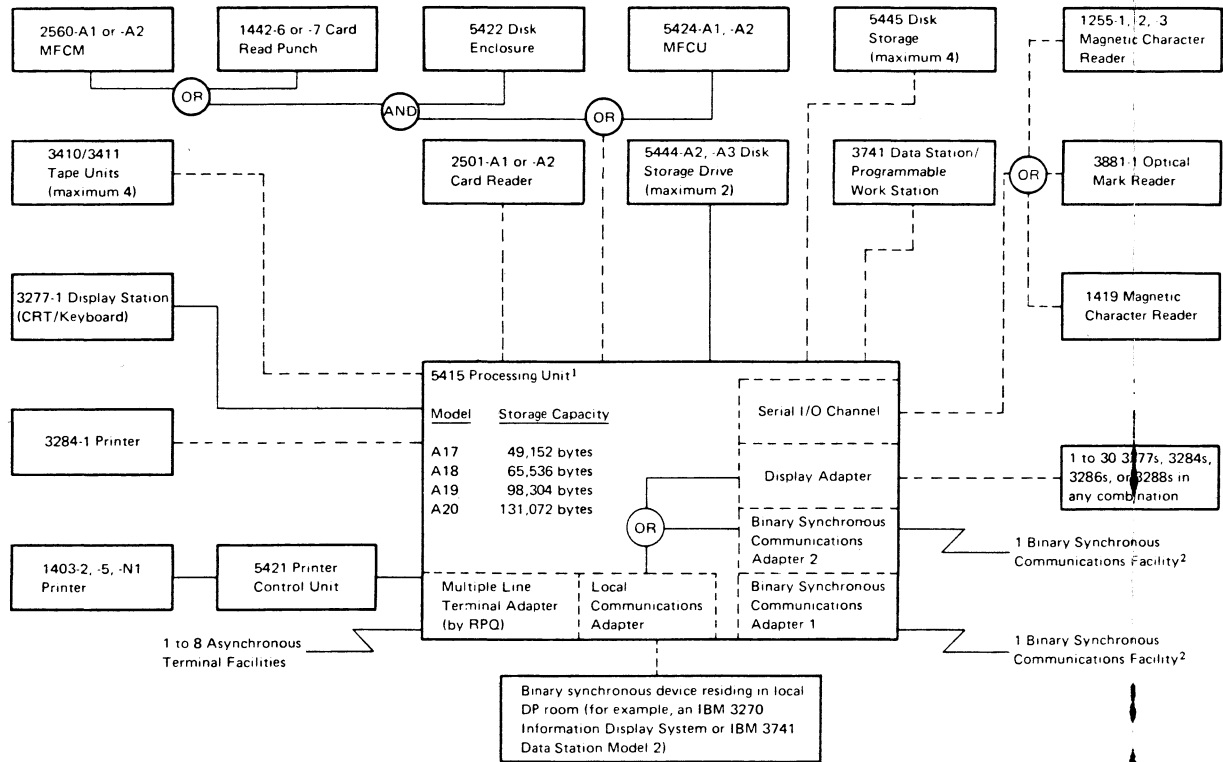 2560-A1 or -A2
MFCM
1442-6 or -7 Card
Read Punch
5422 Disk
Enclosure
5424-A1, -A2
MFCU
5445 Disk
Storage
(maximum 4)
1255-1, -2, -3
Magnetic Character
Reader
OR
AND
OR
3410/3411
Tape Units
(maximum 4)
2501-A1 or -A2
Card Reader
5444-A2, -A3 Disk
Storage Drive
(maximum 2)
3741 Data Station/
Programmable
Work Station
OR
3881-1 Optical
Mark Reader
3277-1 Display Station
(CRT/Keyboard)
1419 Magnetic
Character Reader
5415 Processing Unit¹
Model Storage Capacity
A17 49,152 bytes
A18 65,536 bytes
A19 98,304 bytes
A20 131,072 bytes
Serial I/O Channel
3284-1 Printer
Display Adapter
1 to 30 3277s, 3284s,
3286s, or 3288s in
any combination
OR
Binary Synchronous
Communications
Adapter 2
1 Binary Synchronous
Communications Facility²
1403-2, -5, -N1
Printer
5421 Printer
Control Unit
Multiple Line
Terminal Adapter
(by RPQ)
Local
Communications
Adapter
Binary Synchronous
Communications
Adapter 1
1 to 8 Asynchronous
Terminal Facilities
1 Binary Synchronous
Communications Facility²
Binary synchronous device residing in local
DP room (for example, an IBM 3270
Information Display System or IBM 3741
Data Station Model 2)